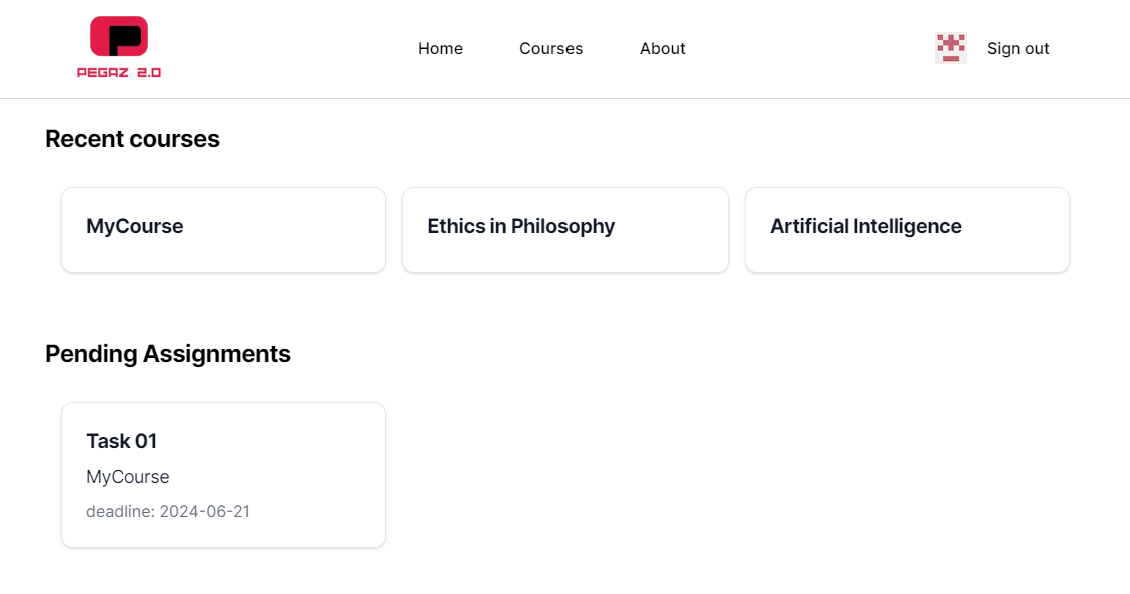 PEGAZ 2.0
Home
Courses
About
Sign out
Recent courses
MyCourse
Ethics in Philosophy
Artificial Intelligence
Pending Assignments
Task 01
MyCourse
deadline: 2024-06-21